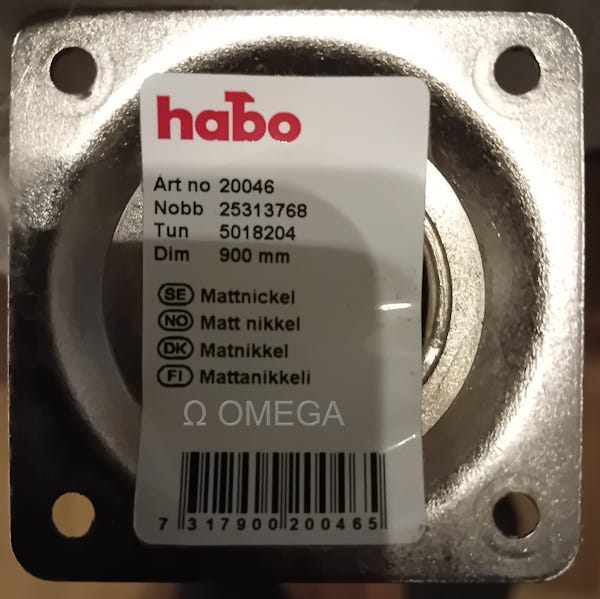 habo
Art no 20046
Nobb 25313768
Tun 5018204
Dim 900 mm
SE Mattnickel
NO Matt nikkel
DK Matnikkel
FI Mattanikkeli
Ω OMEGA
7 317900 200465